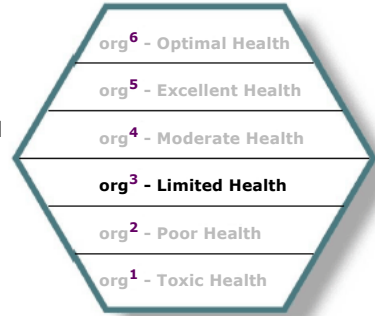 org6 - Optimal Health
org5 - Excellent Health
org4 - Moderate Health
org3 - Limited Health
org2 - Poor Health
org1 - Toxic Health